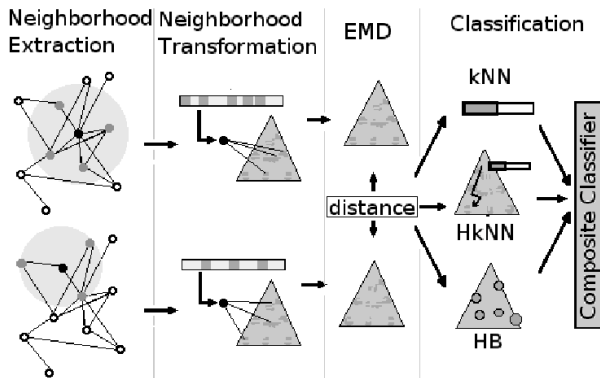 Neighborhood
Extraction
Neighborhood
Transformation
EMD
Classification
kNN
distance
HkNN
HB
Composite Classifier